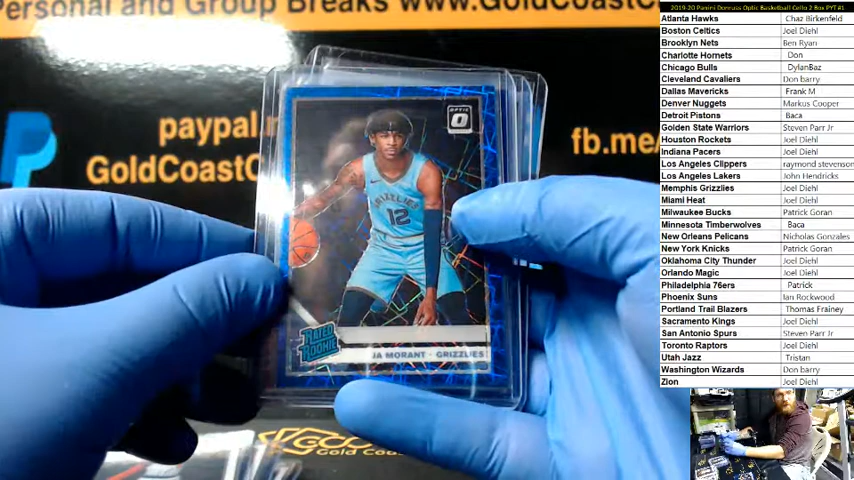 Personal and Group Breaks www.GoldCoastC
paypal.
GoldCoastC
fb.me/
OPTIC
GRIZZLIES
12
RATED ROOKIE
JA MORANT - GRIZZLIES
Gold Coa
2019-20 Panini Donruss Optic Basketball Cello 2 Box PYT #1
Atlanta Hawks Chaz Birkenfeld
Boston Celtics Joel Diehl
Brooklyn Nets Ben Ryan
Charlotte Hornets Don
Chicago Bulls DylanBaz
Cleveland Cavaliers Don barry
Dallas Mavericks Frank M
Denver Nuggets Markus Cooper
Detroit Pistons Baca
Golden State Warriors Steven Parr Jr
Houston Rockets Joel Diehl
Indiana Pacers Joel Diehl
Los Angeles Clippers raymond stevenson
Los Angeles Lakers John Hendricks
Memphis Grizzlies Joel Diehl
Miami Heat Joel Diehl
Milwaukee Bucks Patrick Goran
Minnesota Timberwolves Baca
New Orleans Pelicans Nicholas Gonzales
New York Knicks Patrick Goran
Oklahoma City Thunder Joel Diehl
Orlando Magic Joel Diehl
Philadelphia 76ers Patrick
Phoenix Suns Ian Rockwood
Portland Trail Blazers Thomas Frainey
Sacramento Kings Joel Diehl
San Antonio Spurs Steven Parr Jr
Toronto Raptors Joel Diehl
Utah Jazz Tristan
Washington Wizards Don barry
Zion Joel Diehl